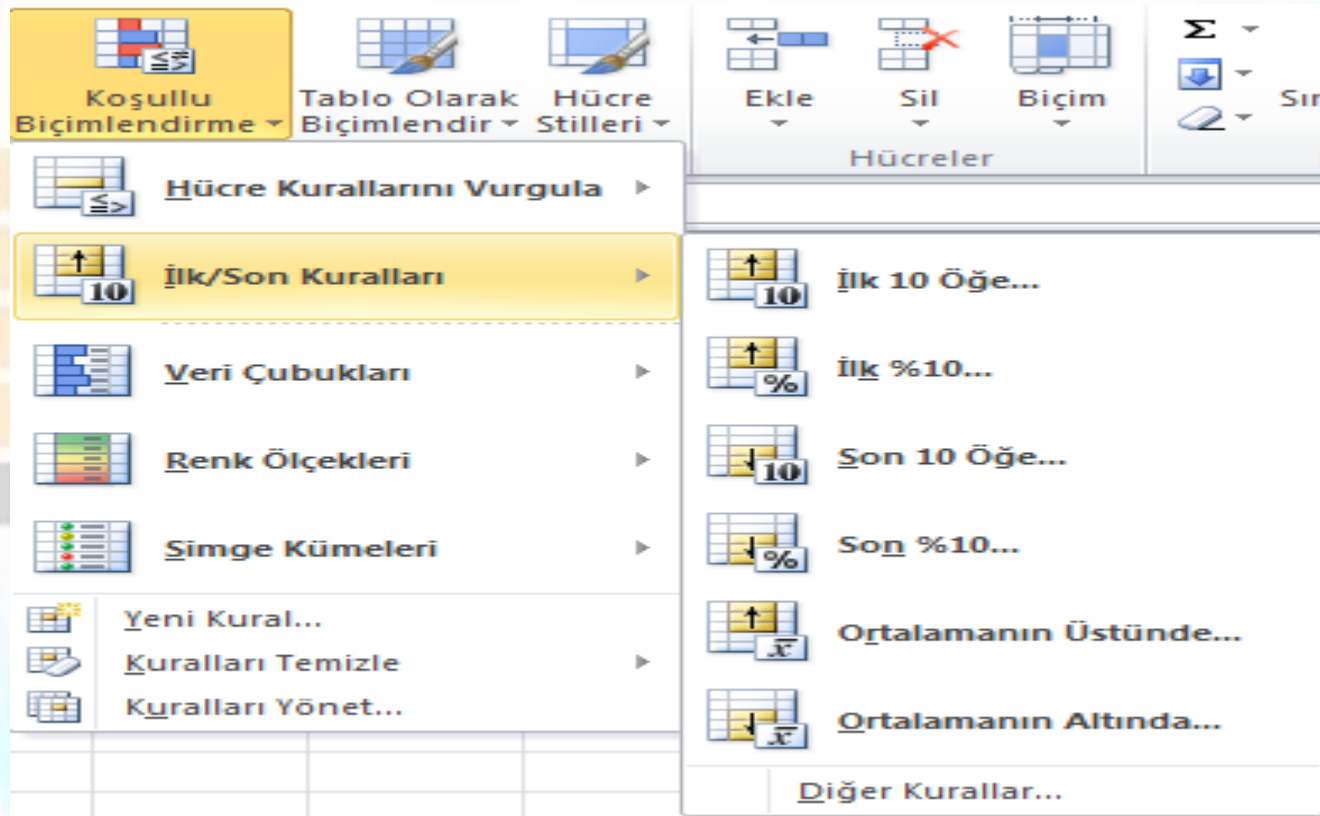 Koşullu
Biçimlendirme
Tablo Olarak
Biçimlendir
Hücre
Stilleri
Ekle
Sil
Biçim
Σ
Hücreler
Hücre Kurallarını Vurgula
İlk/Son Kuralları
Veri Çubukları
Renk Ölçekleri
Simge Kümeleri
Yeni Kural...
Kuralları Temizle
Kuralları Yönet...
İlk 10 Öğe...
İlk %10...
Son 10 Öğe...
Son %10...
Ortalamanın Üstünde...
Ortalamanın Altında...
Diğer Kurallar...